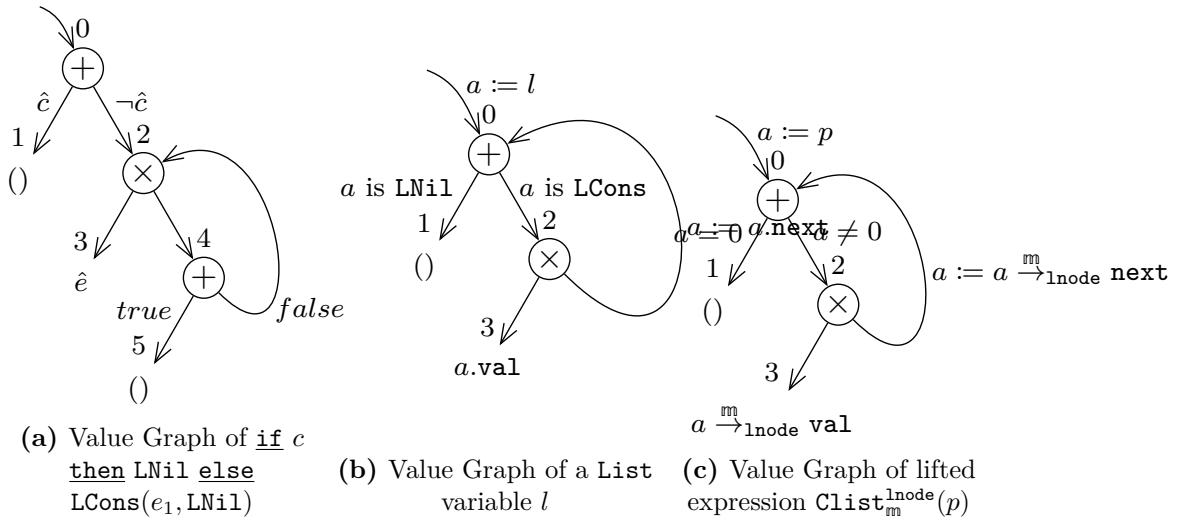 0
+
ĉ
¬ĉ
1
2
()
×
3
4
ê
+
true
false
5
()
(a) Value Graph of if c
then LNil else
LCons(e₁, LNil)
a := l
0
+
a is LNil
a is LCons
1
2
()
×
3
a.val
a := a.next
(b) Value Graph of a List
variable l
a := p
0
+
a = 0
a ≠ 0
1
2
()
×
a := a →ᵐ lnode next
3
a →ᵐ lnode val
(c) Value Graph of lifted
expression Clist^lnode_m(p)